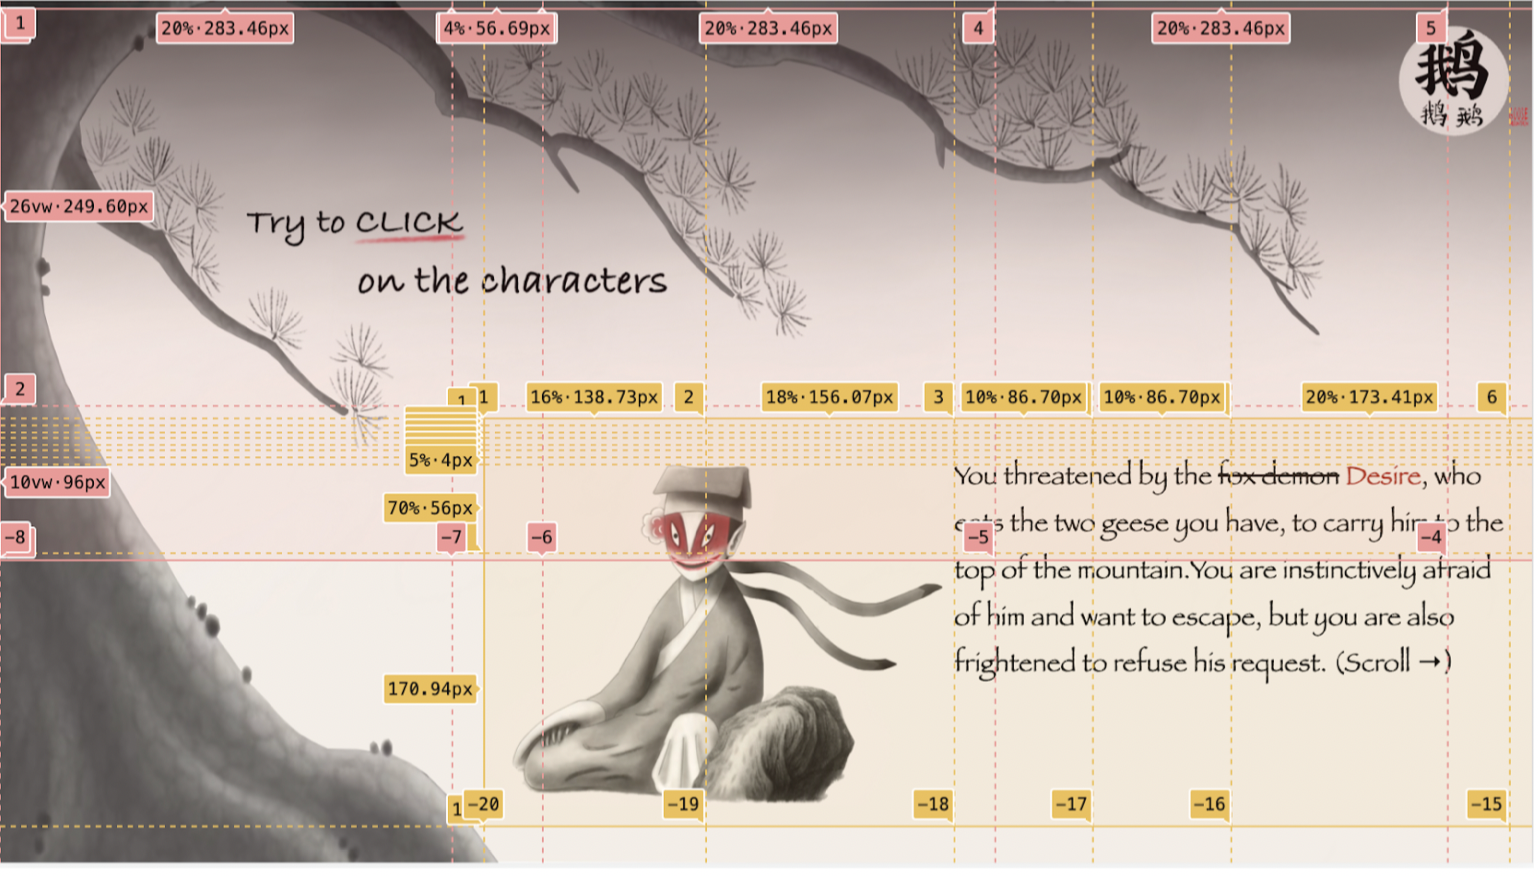 1
20%·283.46px
4%·56.69px
20%·283.46px
4
20%·283.46px
5
鹅
鹅 鹅
26vw·249.60px
Try to CLICK
on the characters
2
1
1
16%·138.73px
2
18%·156.07px
3
10%·86.70px
10%·86.70px
20%·173.41px
6
5%·4px
10vw·96px
70%·56px
You threatened by the fox demon Desire, who
eats the two geese you have, to carry him to the
top of the mountain.You are instinctively afraid
of him and want to escape, but you are also
frightened to refuse his request. (Scroll →)
-8
-7
-6
-5
-4
170.94px
1
-20
-19
-18
-17
-16
-15